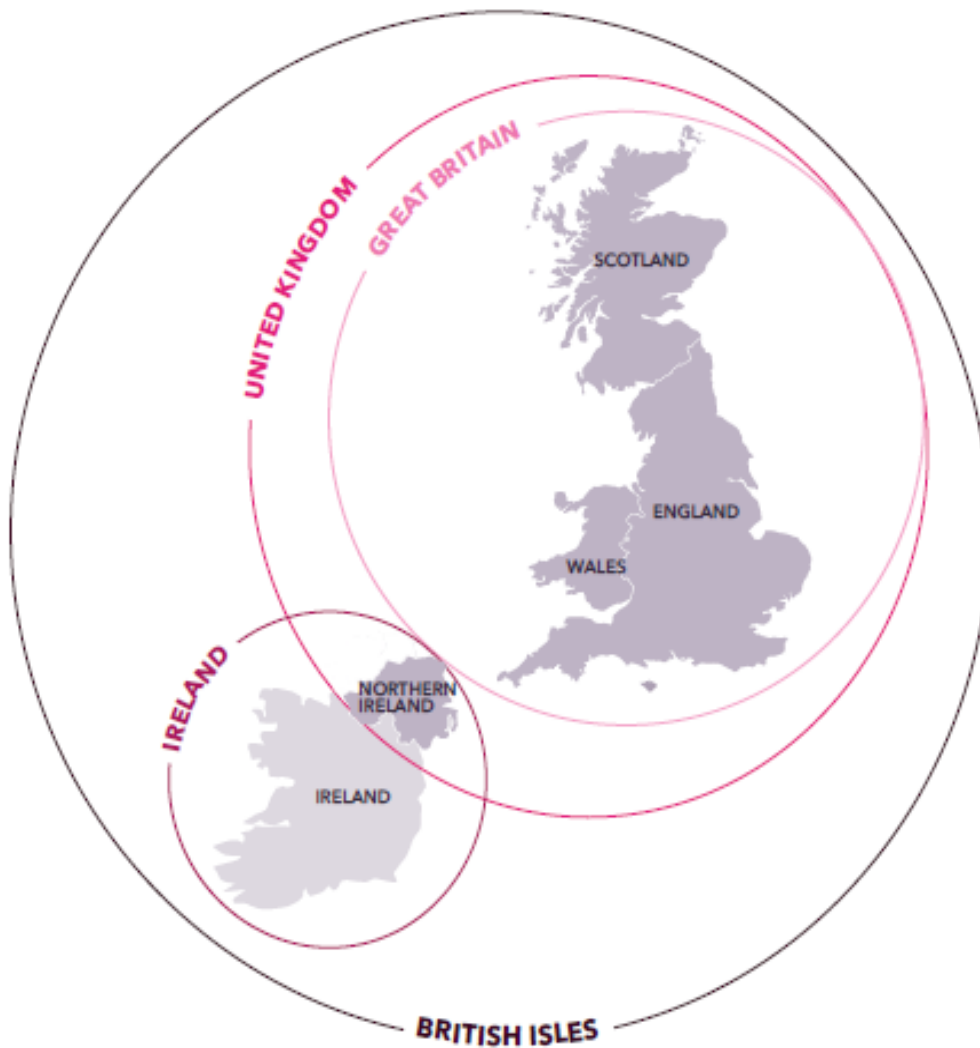 GREAT BRITAIN
UNITED KINGDOM
SCOTLAND
ENGLAND
WALES
IRELAND
NORTHERN
IRELAND
IRELAND
BRITISH ISLES